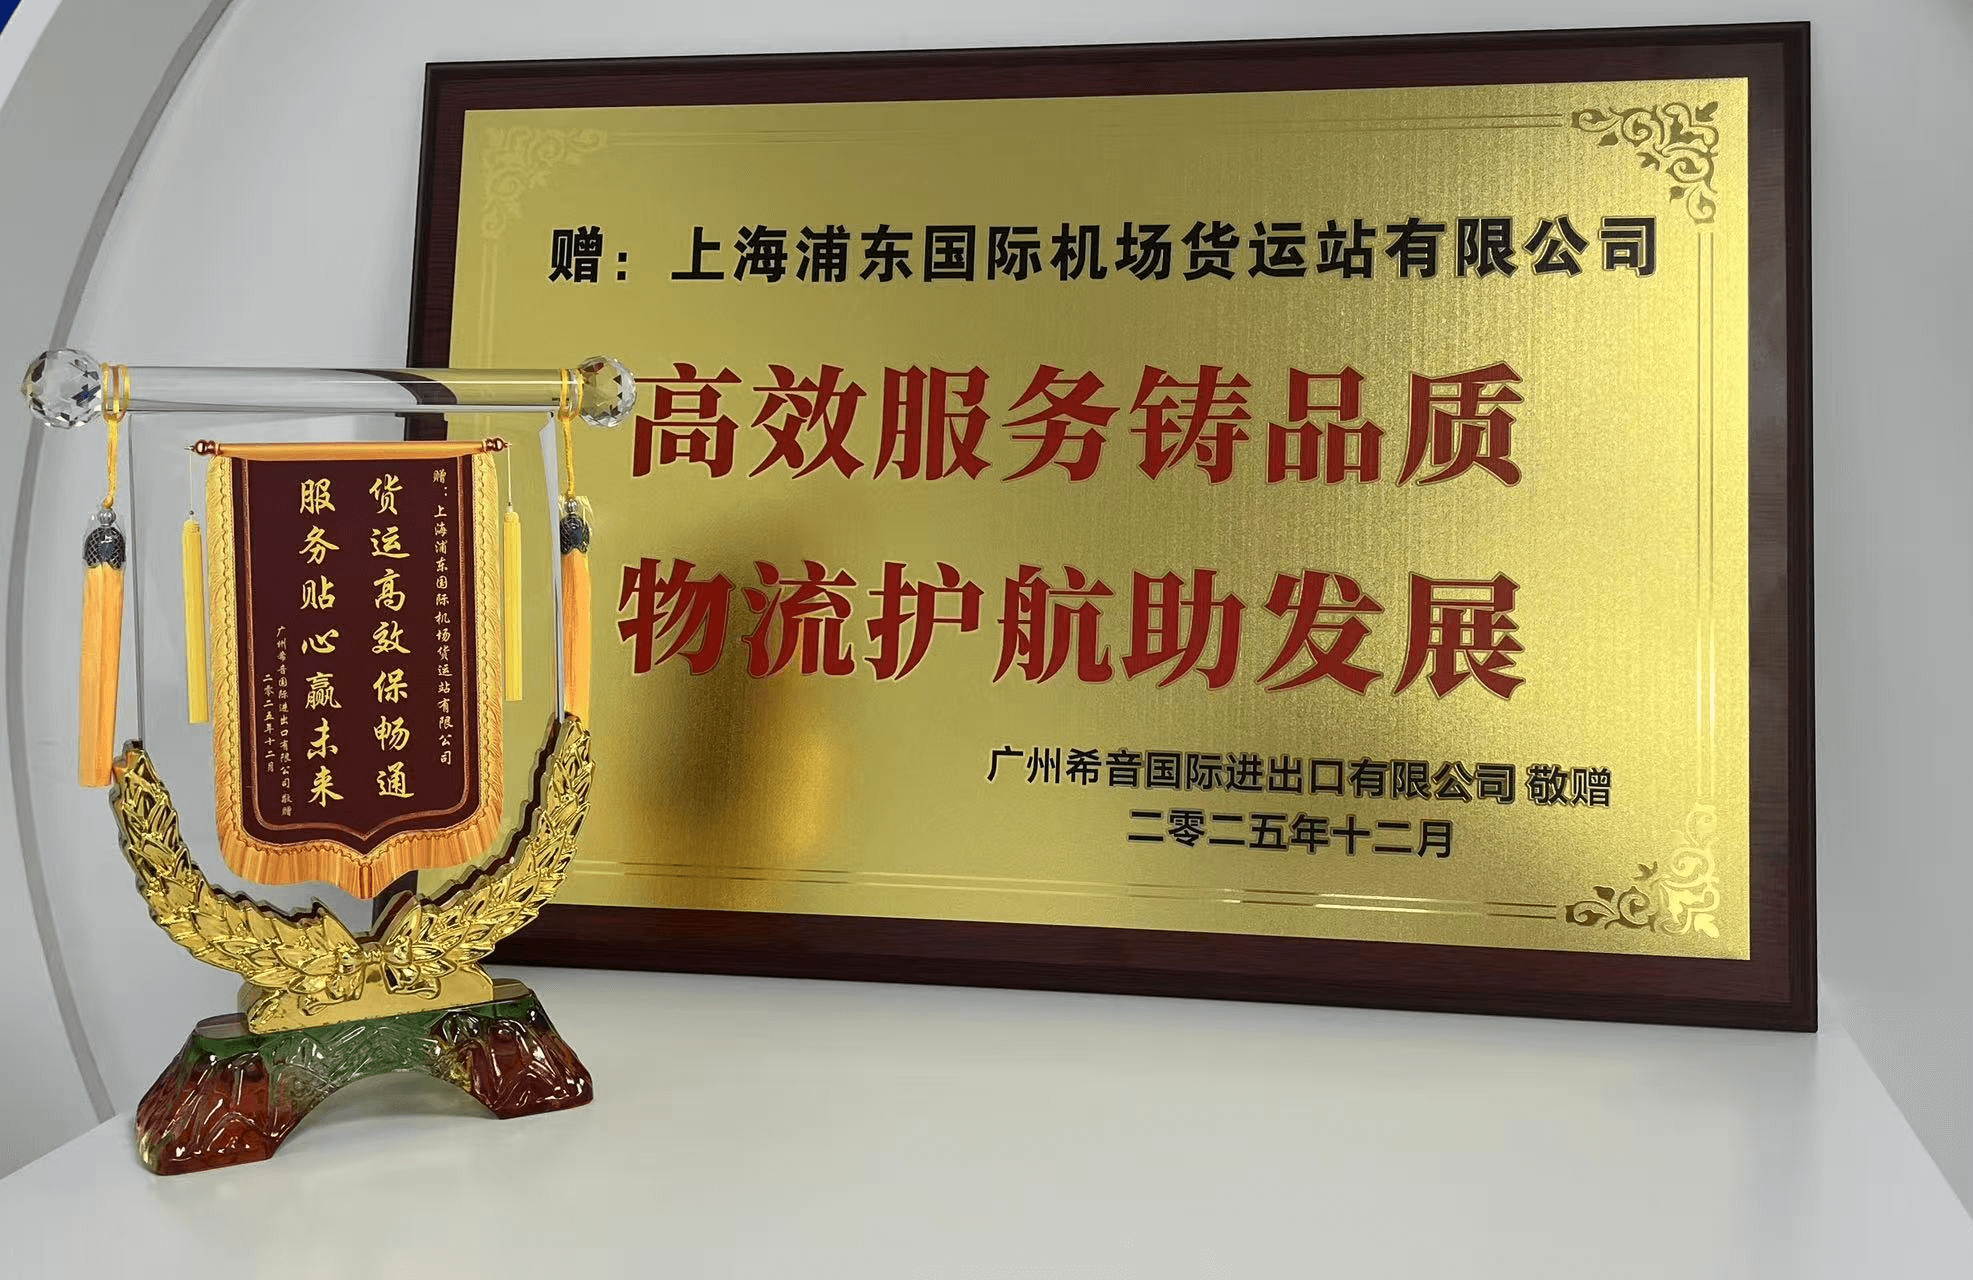 赠：上海浦东国际机场货运站有限公司
高效服务铸品质
物流护航助发展
广州希音国际进出口有限公司 敬赠
二零二五年十二月
赠：上海浦东国际机场货运站有限公司
货运高效保畅通
服务贴心赢未来
广州希音国际进出口有限公司 敬赠
二零二五年十二月